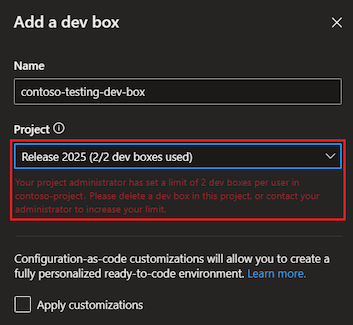 Add a dev box
Name
contoso-testing-dev-box
Project
Release 2025 (2/2 dev boxes used)
Your project administrator has set a limit of 2 dev boxes per user in
contoso-project. Please delete a dev box in this project, or contact your
administrator to increase your limit.
Configuration-as-code customizations will allow you to create a
fully personalized ready-to-code environment. Learn more.
Apply customizations